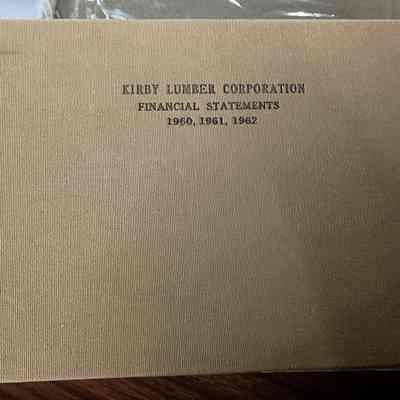 KIRBY LUMBER CORPORATION
FINANCIAL STATEMENTS
1960, 1961, 1962